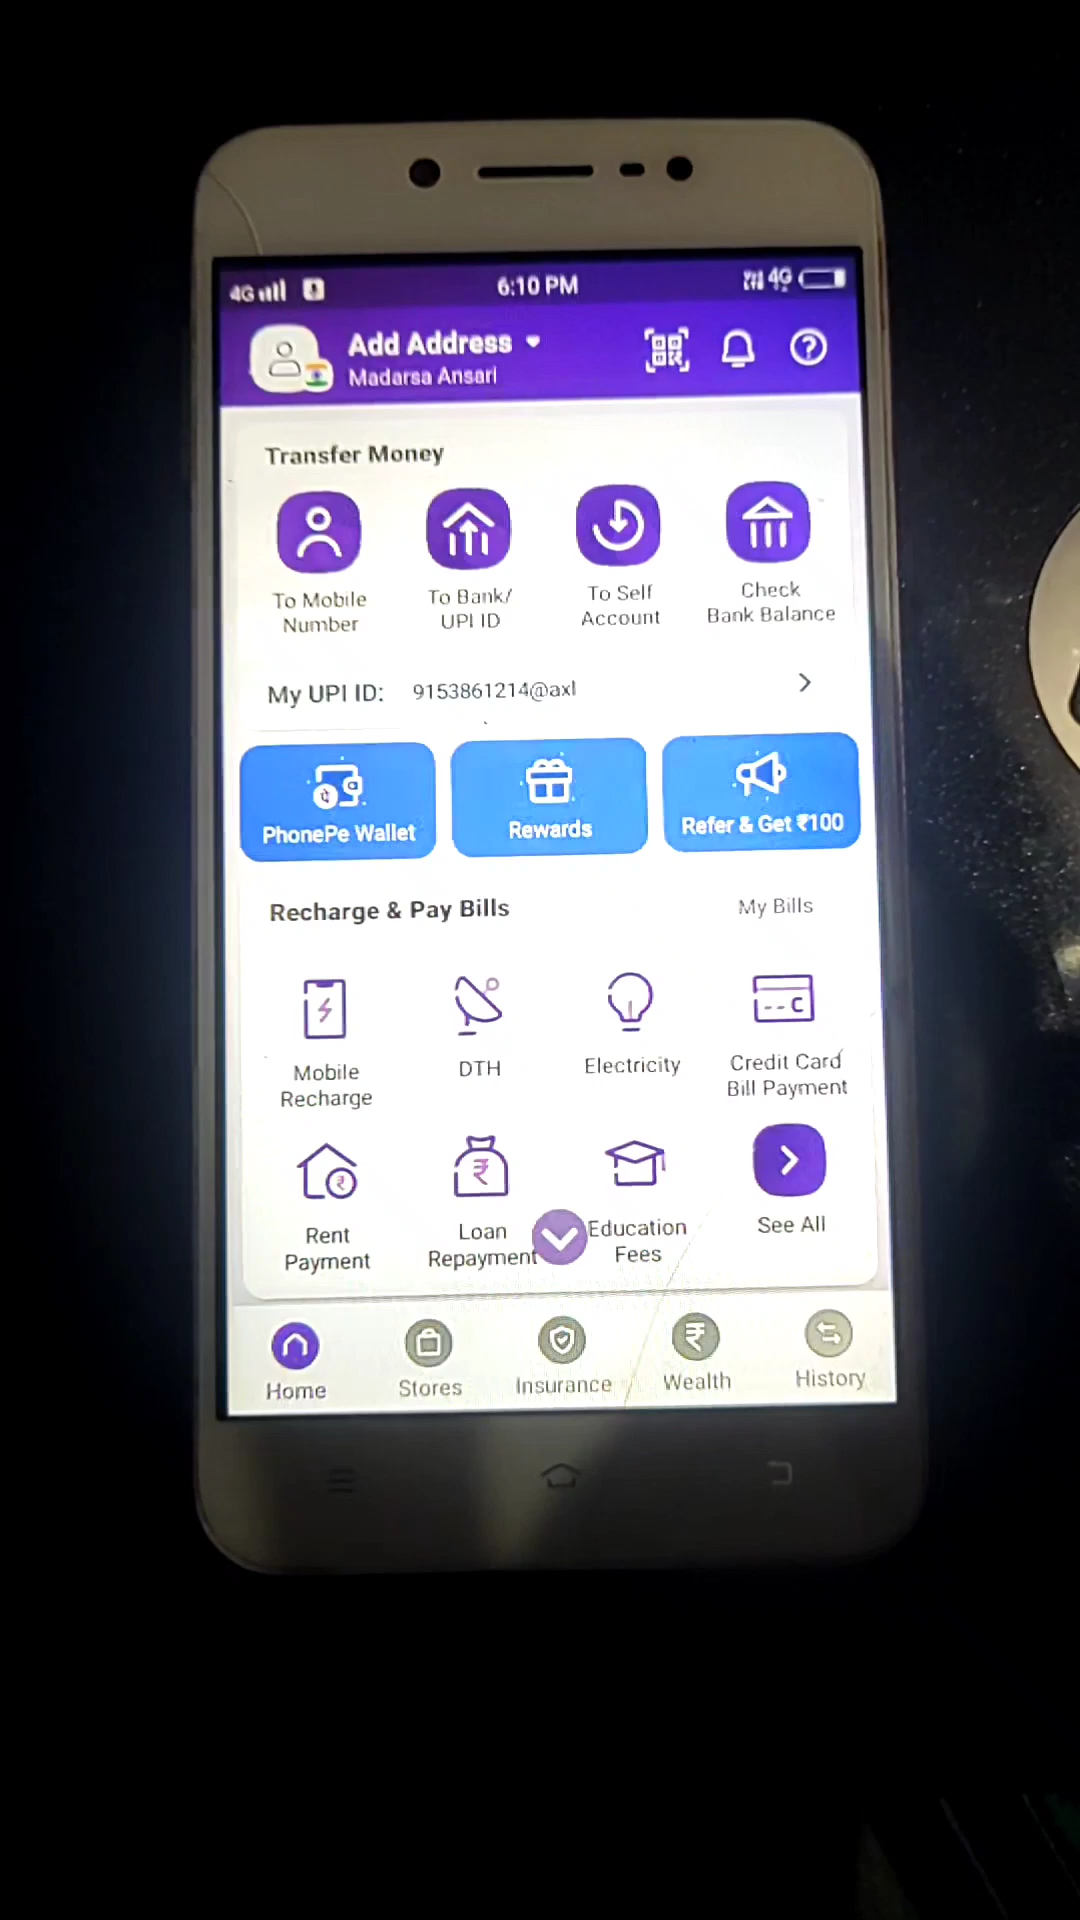 4G 6:10 PM 4G
Add Address
Madarsa Ansari
Transfer Money
To Mobile Number
To Bank/ UPI ID
To Self Account
Check Bank Balance
My UPI ID: 9153861214@axl
PhonePe Wallet
Rewards
Refer & Get ₹100
Recharge & Pay Bills
My Bills
Mobile Recharge
DTH
Electricity
Credit Card Bill Payment
Rent Payment
Loan Repayment
Education Fees
See All
Home
Stores
Insurance
Wealth
History